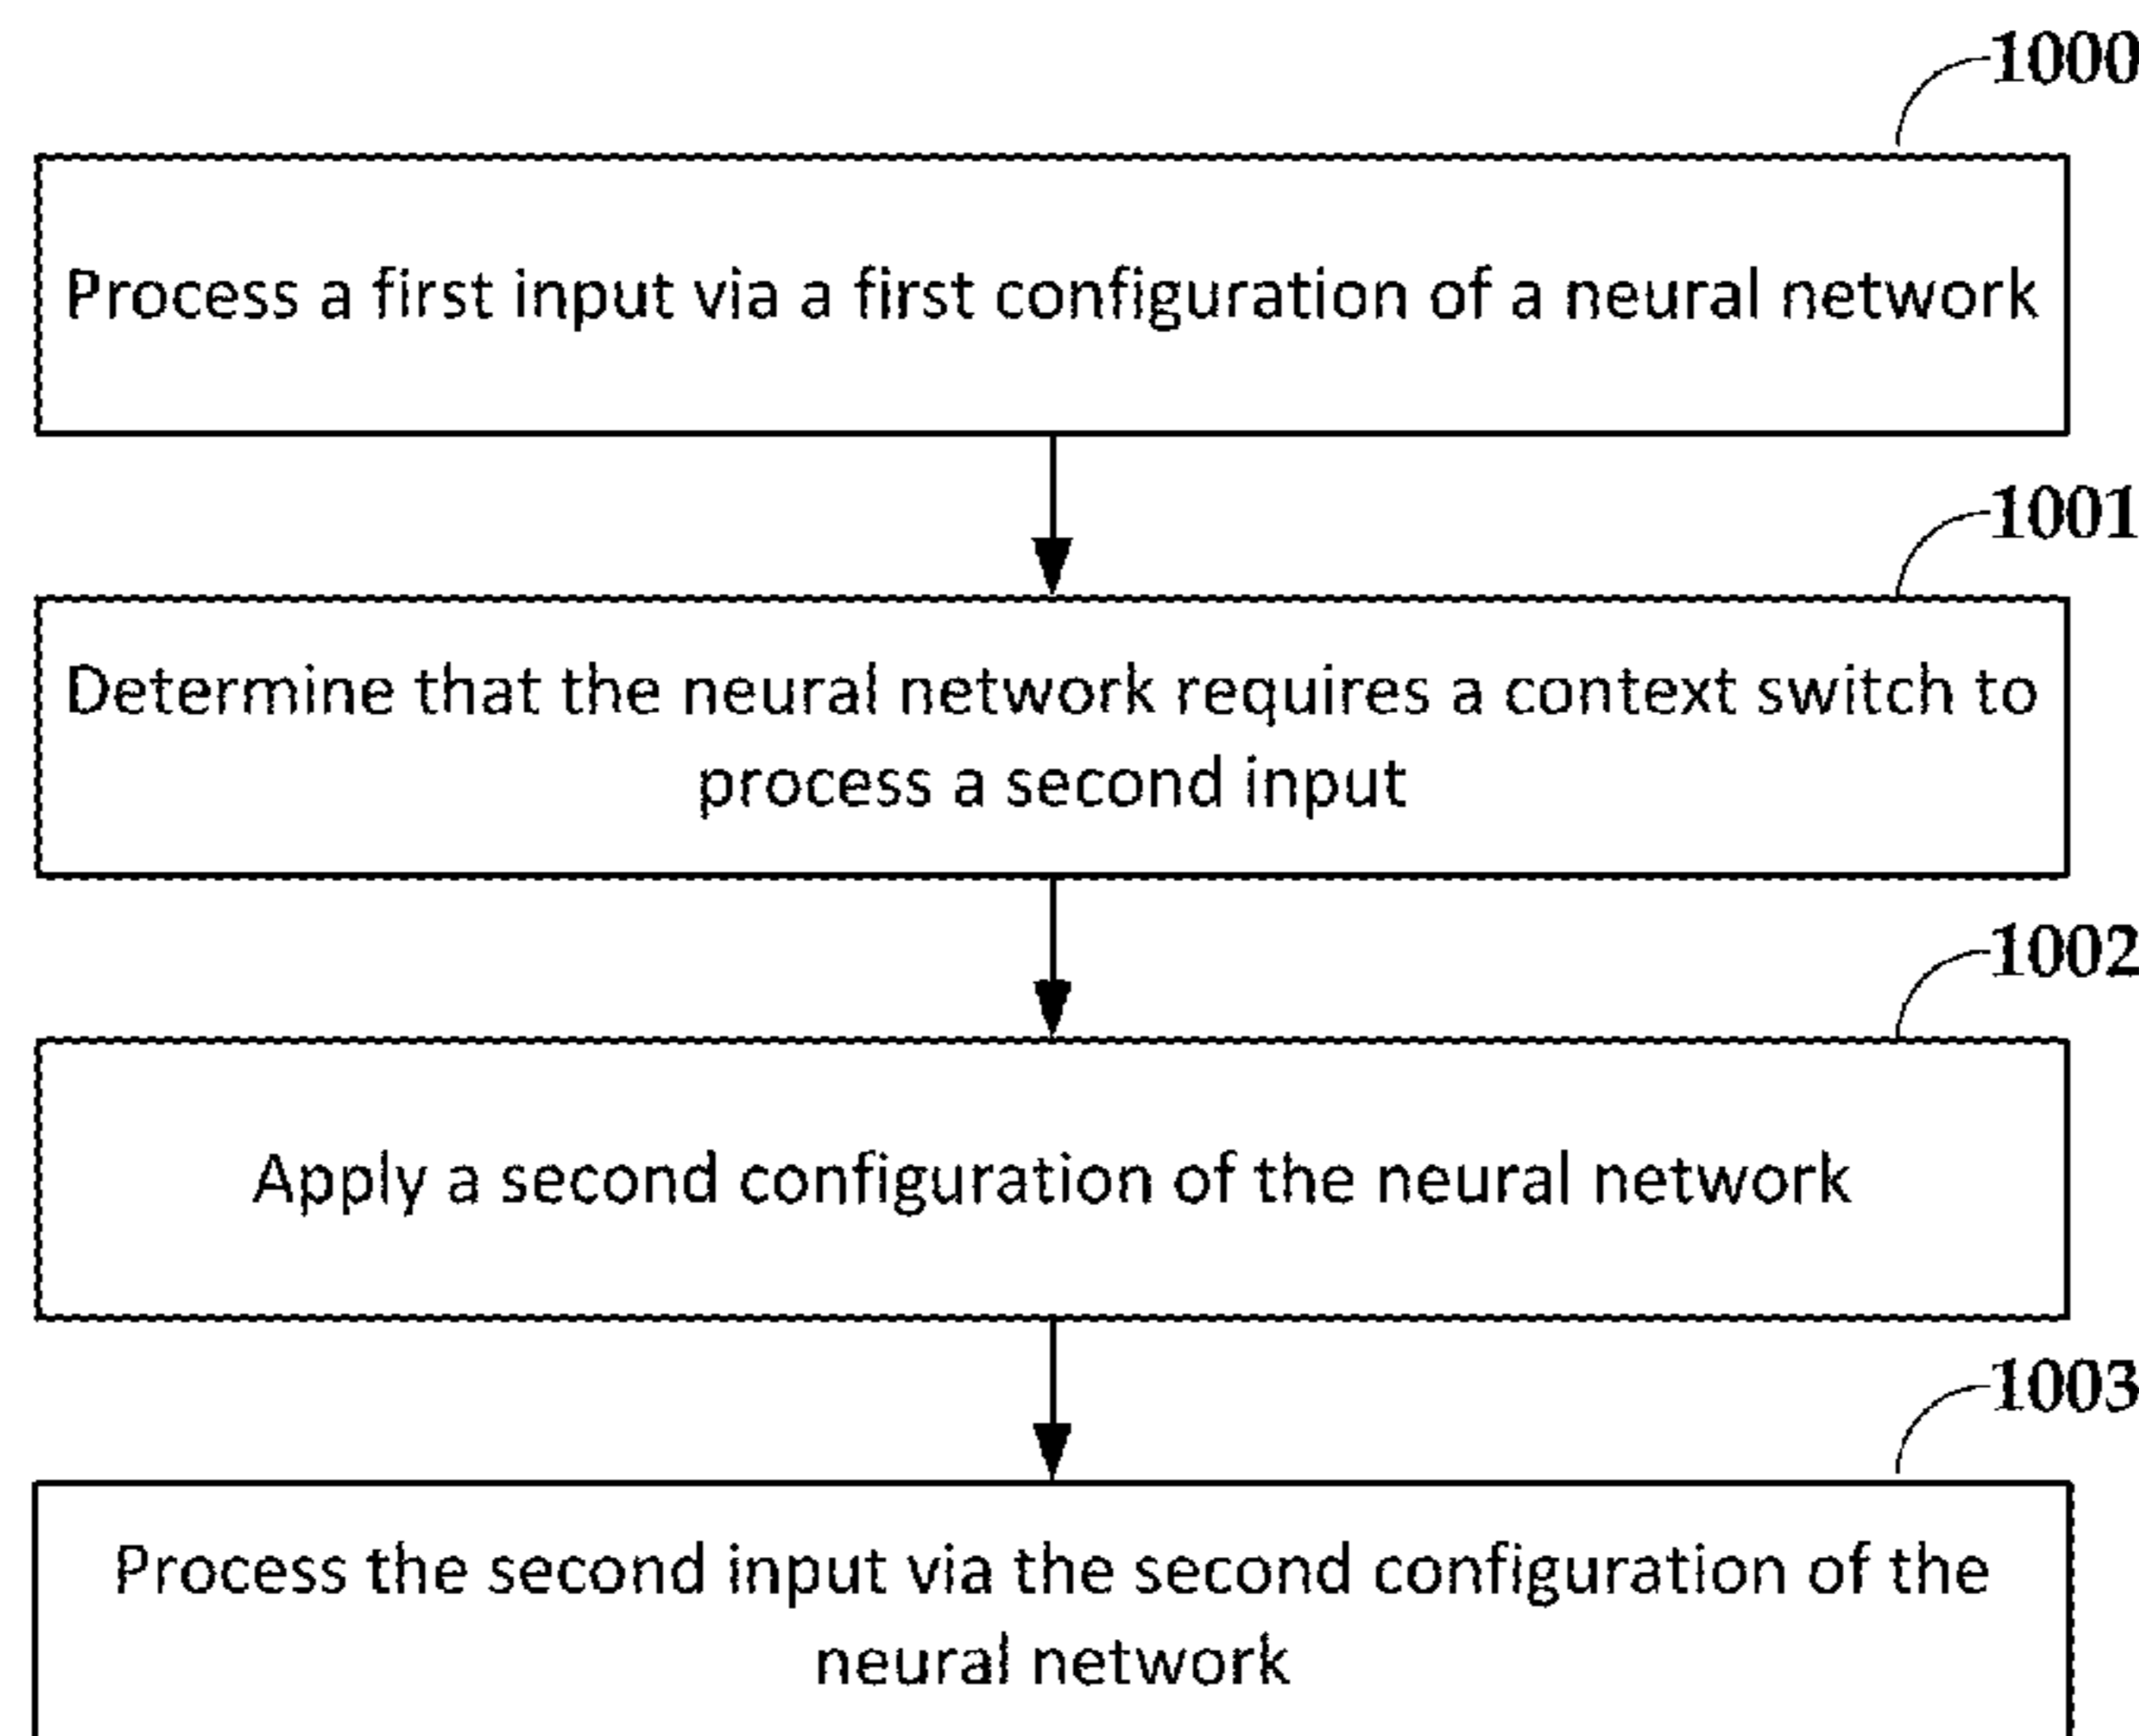 1000
Process a first input via a first configuration of a neural network
1001
Determine that the neural network requires a context switch to
process a second input
1002
Apply a second configuration of the neural network
1003
Process the second input via the second configuration of the
neural network